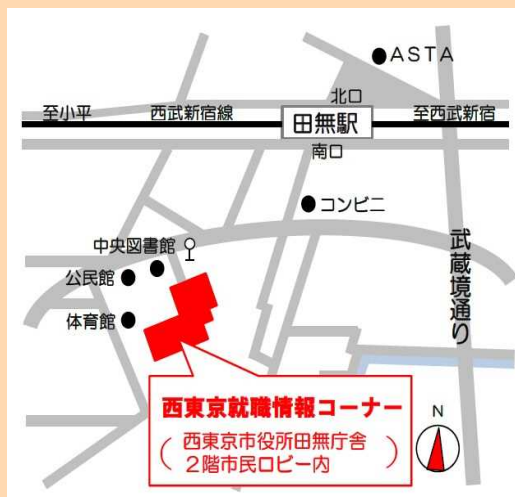 ＡＳＴＡ
北口
至小平
西武新宿線
田無駅
至西武新宿
南口
コンビニ
中央図書館
公民館
体育館
武蔵境通り
西東京就職情報コーナー
（西東京市役所田無庁舎
２階市民ロビー内）
N